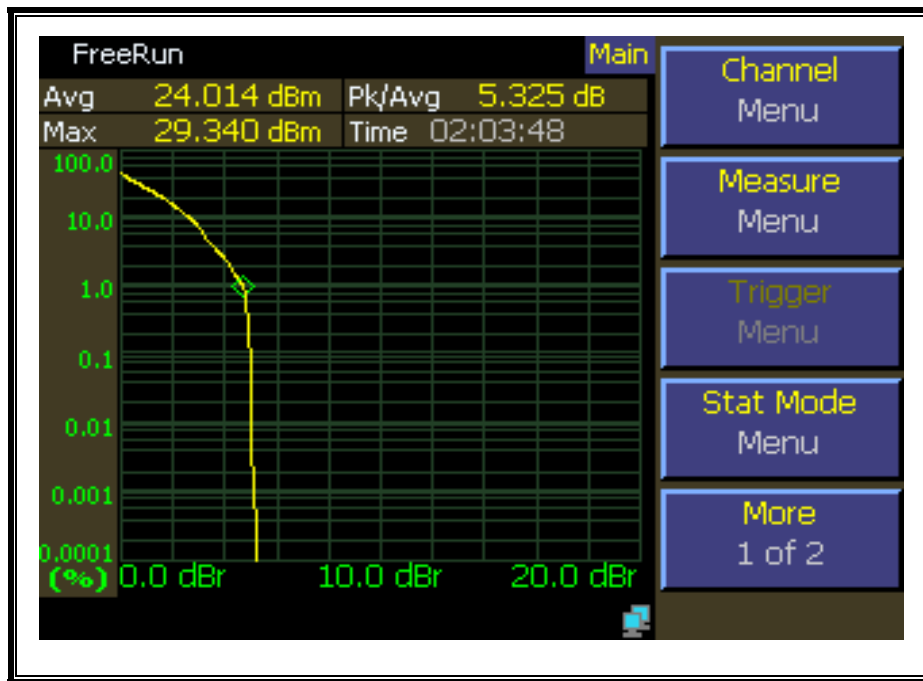 FreeRun Main
Avg 24.014 dBm Pk/Avg 5.325 dB
Max 29.340 dBm Time 02:03:48
100.0
10.0
1.0
0.1
0.01
0.001
0.0001
(%) 0.0 dBr 10.0 dBr 20.0 dBr
Channel
Menu
Measure
Menu
Trigger
Menu
Stat Mode
Menu
More
1 of 2